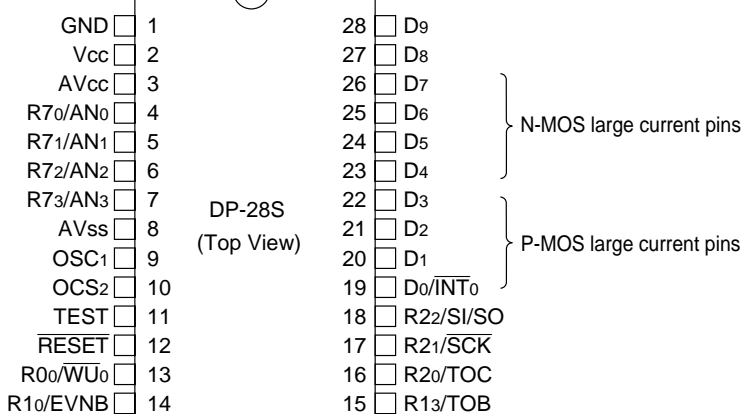 GND 1 28 D9
Vcc 2 27 D8
AVcc 3 26 D7
R70/AN0 4 25 D6
N-MOS large current pins
R71/AN1 5 24 D5
R72/AN2 6 23 D4
R73/AN3 7 22 D3
DP-28S
AVss 8 21 D2
(Top View)
P-MOS large current pins
OSC1 9 20 D1
OCS2 10 19 D0/INT0
TEST 11 18 R22/SI/SO
RESET 12 17 R21/SCK
R00/WU0 13 16 R20/TOC
R10/EVNB 14 15 R13/TOB